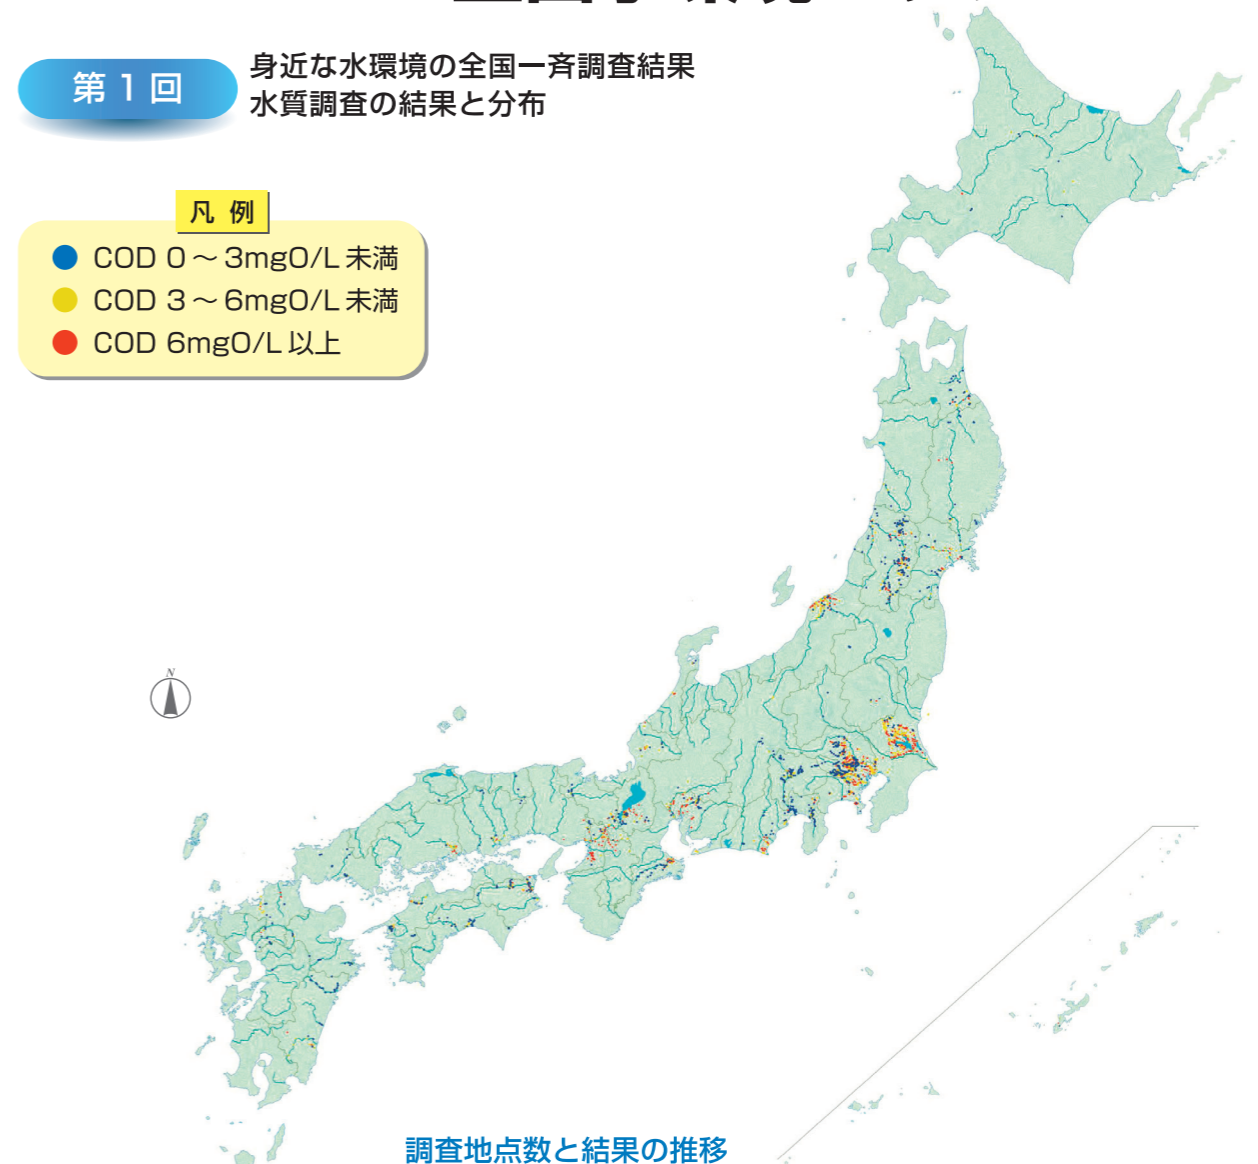 第1回
身近な水環境の全国一斉調査結果
水質調査の結果と分布
凡 例
COD 0～3mgO/L未満
COD 3～6mgO/L未満
COD 6mgO/L以上
N
調査地点数と結果の推移